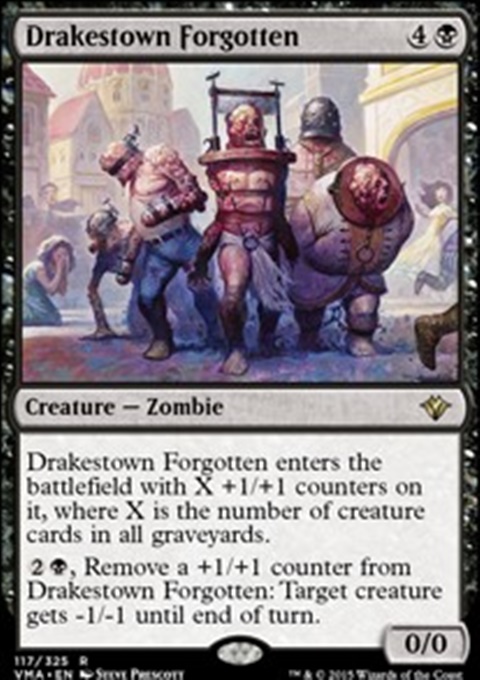 Drakestown Forgotten 4
Creature — Zombie
Drakestown Forgotten enters the
battlefield with X +1/+1 counters on
it, where X is the number of creature
cards in all graveyards.
2, Remove a +1/+1 counter from
Drakestown Forgotten: Target creature
gets -1/-1 until end of turn.
0/0
117/325 R
VMA • EN Steve Prescott
™ & © 2015 Wizards of the Coast